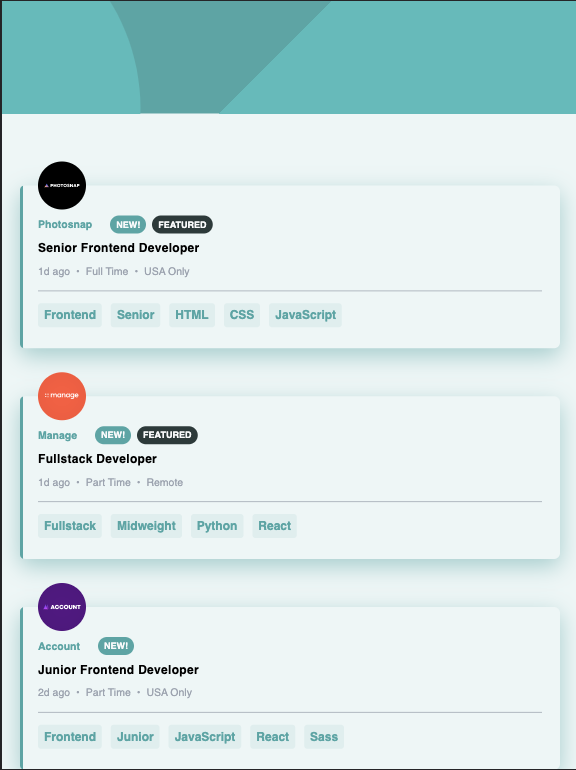 PHOTOSNAP
Photosnap NEW! FEATURED
Senior Frontend Developer
1d ago • Full Time • USA Only
Frontend Senior HTML CSS JavaScript
manage
Manage NEW! FEATURED
Fullstack Developer
1d ago • Part Time • Remote
Fullstack Midweight Python React
ACCOUNT
Account NEW!
Junior Frontend Developer
2d ago • Part Time • USA Only
Frontend Junior JavaScript React Sass